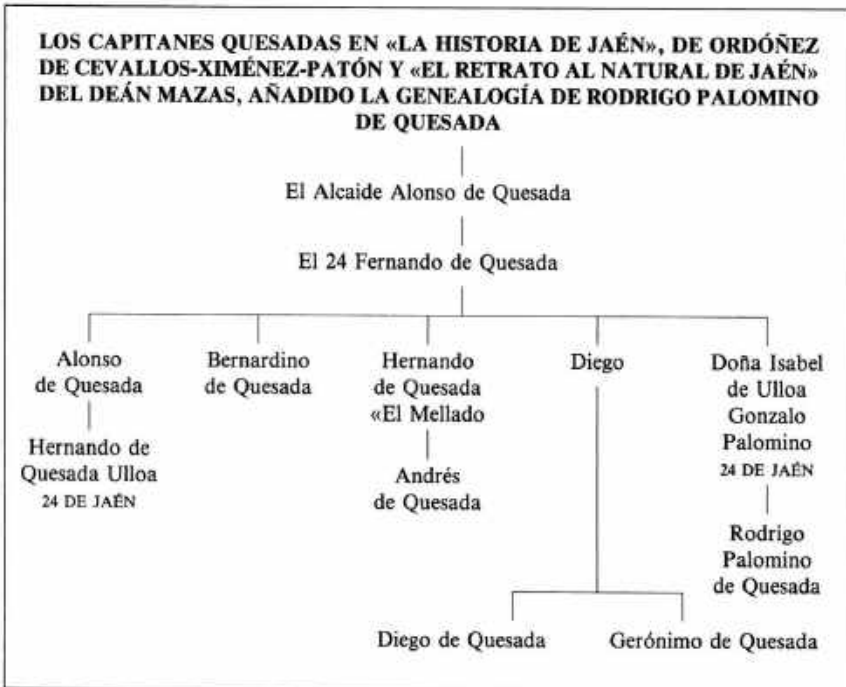 LOS CAPITANES QUESADAS EN «LA HISTORIA DE JAÉN», DE ORDÓÑEZ
DE CEVALLOS-XIMÉNEZ-PATÓN Y «EL RETRATO AL NATURAL DE JAÉN»
DEL DEÁN MAZAS, AÑADIDO LA GENEALOGÍA DE RODRIGO PALOMINO
DE QUESADA
El Alcaide Alonso de Quesada
El 24 Fernando de Quesada
Alonso
de Quesada
Hernando de
Quesada Ulloa
24 DE JAÉN
Bernardino
de Quesada
Hernando
de Quesada
«El Mellado
Andrés
de Quesada
Diego
Diego de Quesada
Gerónimo de Quesada
Doña Isabel
de Ulloa
Gonzalo
Palomino
24 DE JAÉN
Rodrigo
Palomino
de Quesada